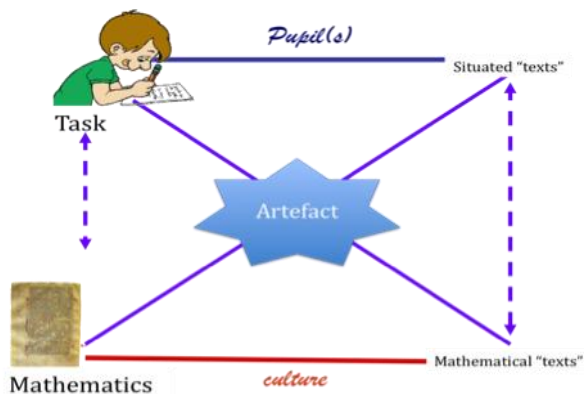 Pupil(s)
Situated "texts"
Task
Artefact
Mathematical "texts"
Mathematics
culture